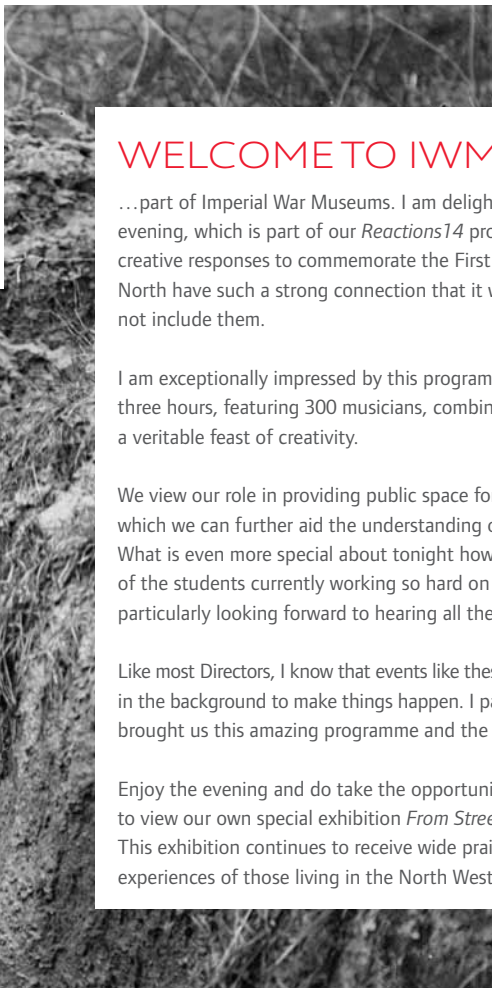 WELCOME TO IWM
…part of Imperial War Museums. I am deligh
evening, which is part of our Reactions14 pro
creative responses to commemorate the First
North have such a strong connection that it w
not include them.
I am exceptionally impressed by this program
three hours, featuring 300 musicians, combin
a veritable feast of creativity.
We view our role in providing public space fo
which we can further aid the understanding o
What is even more special about tonight how
of the students currently working so hard on
particularly looking forward to hearing all the
Like most Directors, I know that events like thes
in the background to make things happen. I pa
brought us this amazing programme and the
Enjoy the evening and do take the opportuni
to view our own special exhibition From Stree
This exhibition continues to receive wide prai
experiences of those living in the North West